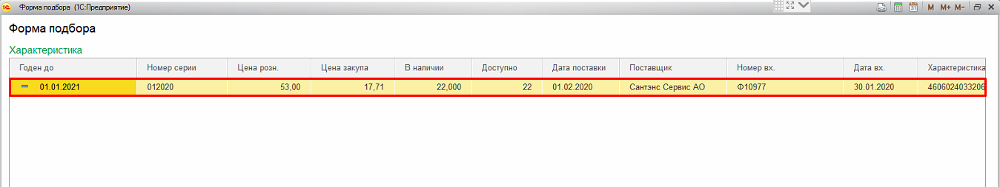 1С Форма подбора (1С:Предприятие) 31 M M+ M-
Форма подбора
Характеристика
Годен до Номер серии Цена розн. Цена закупа В наличии Доступно Дата поставки Поставщик Номер вх. Дата вх. Характеристика
01.01.2021 012020 53,00 17,71 22,000 22 01.02.2020 Сантэнс Сервис АО Ф10977 30.01.2020 4606024033206